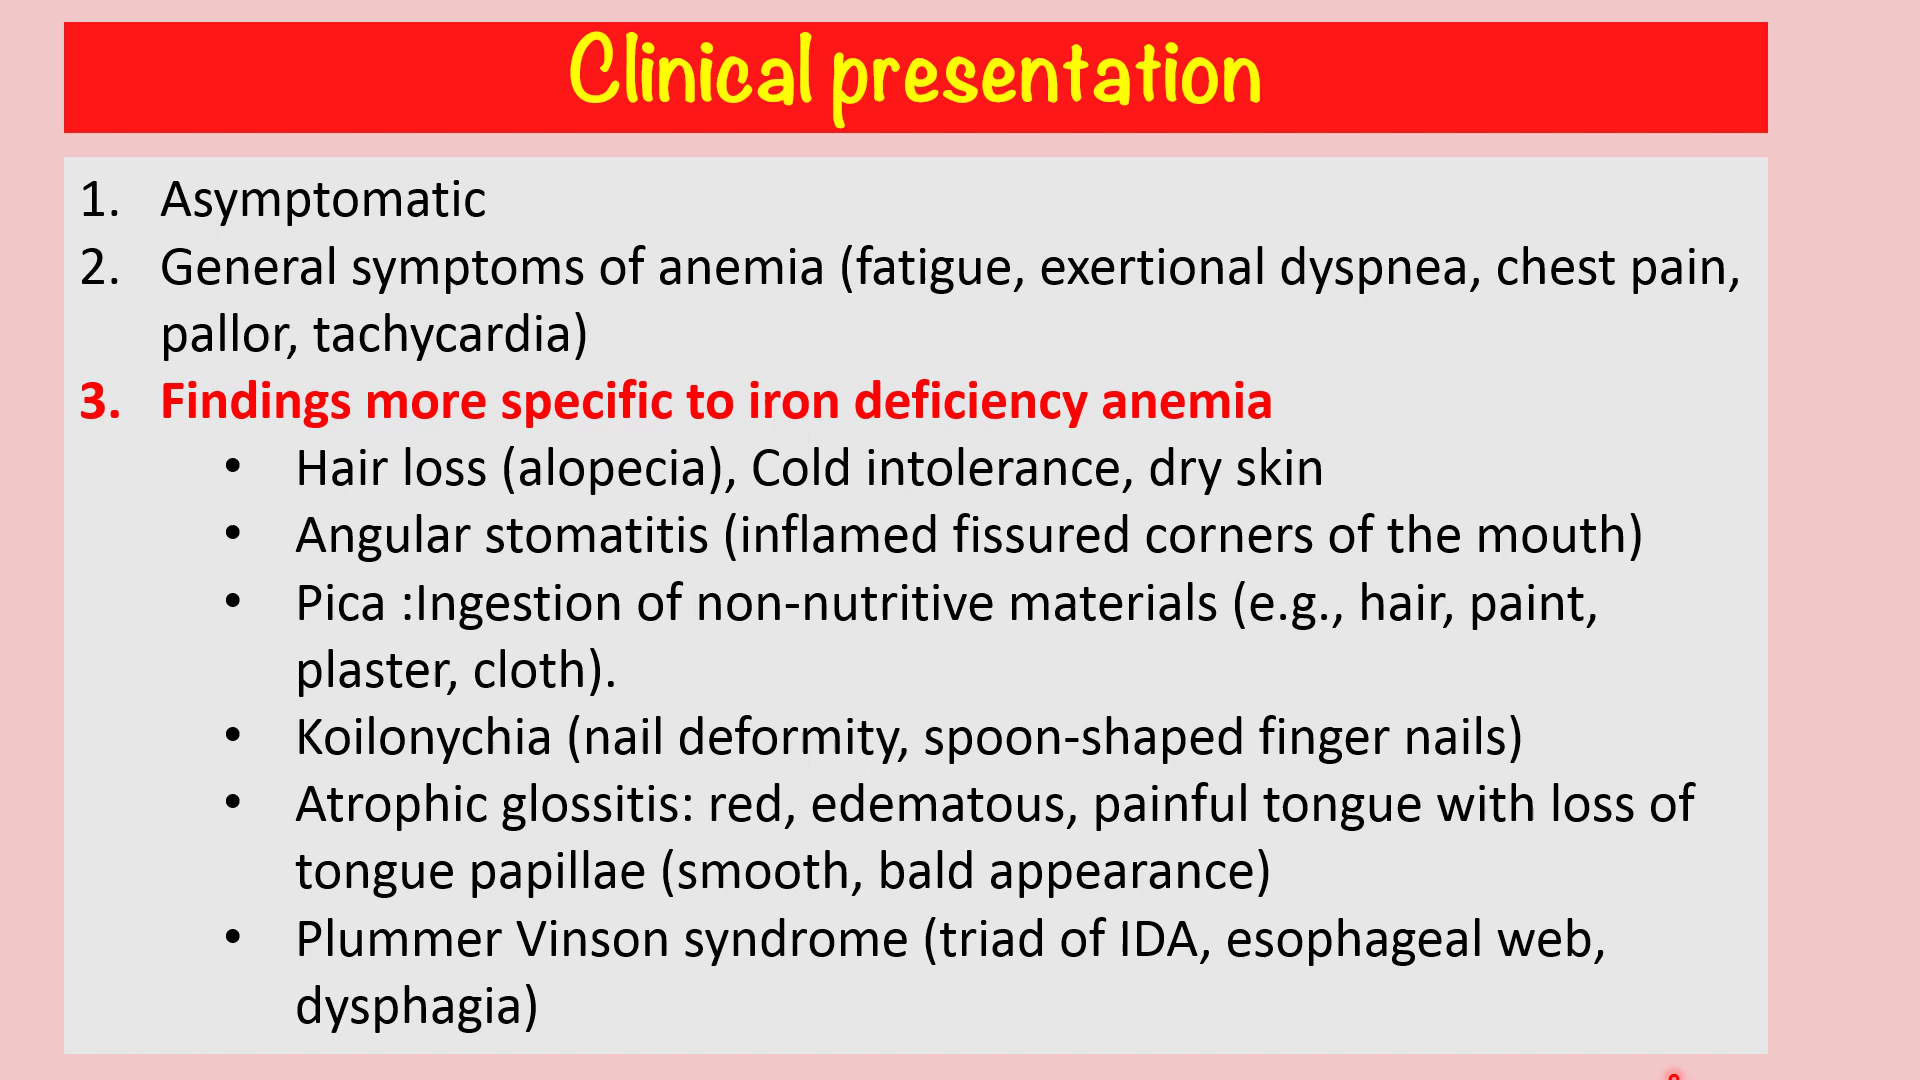 Clinical presentation
1. Asymptomatic
2. General symptoms of anemia (fatigue, exertional dyspnea, chest pain,
pallor, tachycardia)
3. Findings more specific to iron deficiency anemia
• Hair loss (alopecia), Cold intolerance, dry skin
• Angular stomatitis (inflamed fissured corners of the mouth)
• Pica :Ingestion of non-nutritive materials (e.g., hair, paint,
plaster, cloth).
• Koilonychia (nail deformity, spoon-shaped finger nails)
• Atrophic glossitis: red, edematous, painful tongue with loss of
tongue papillae (smooth, bald appearance)
• Plummer Vinson syndrome (triad of IDA, esophageal web,
dysphagia)